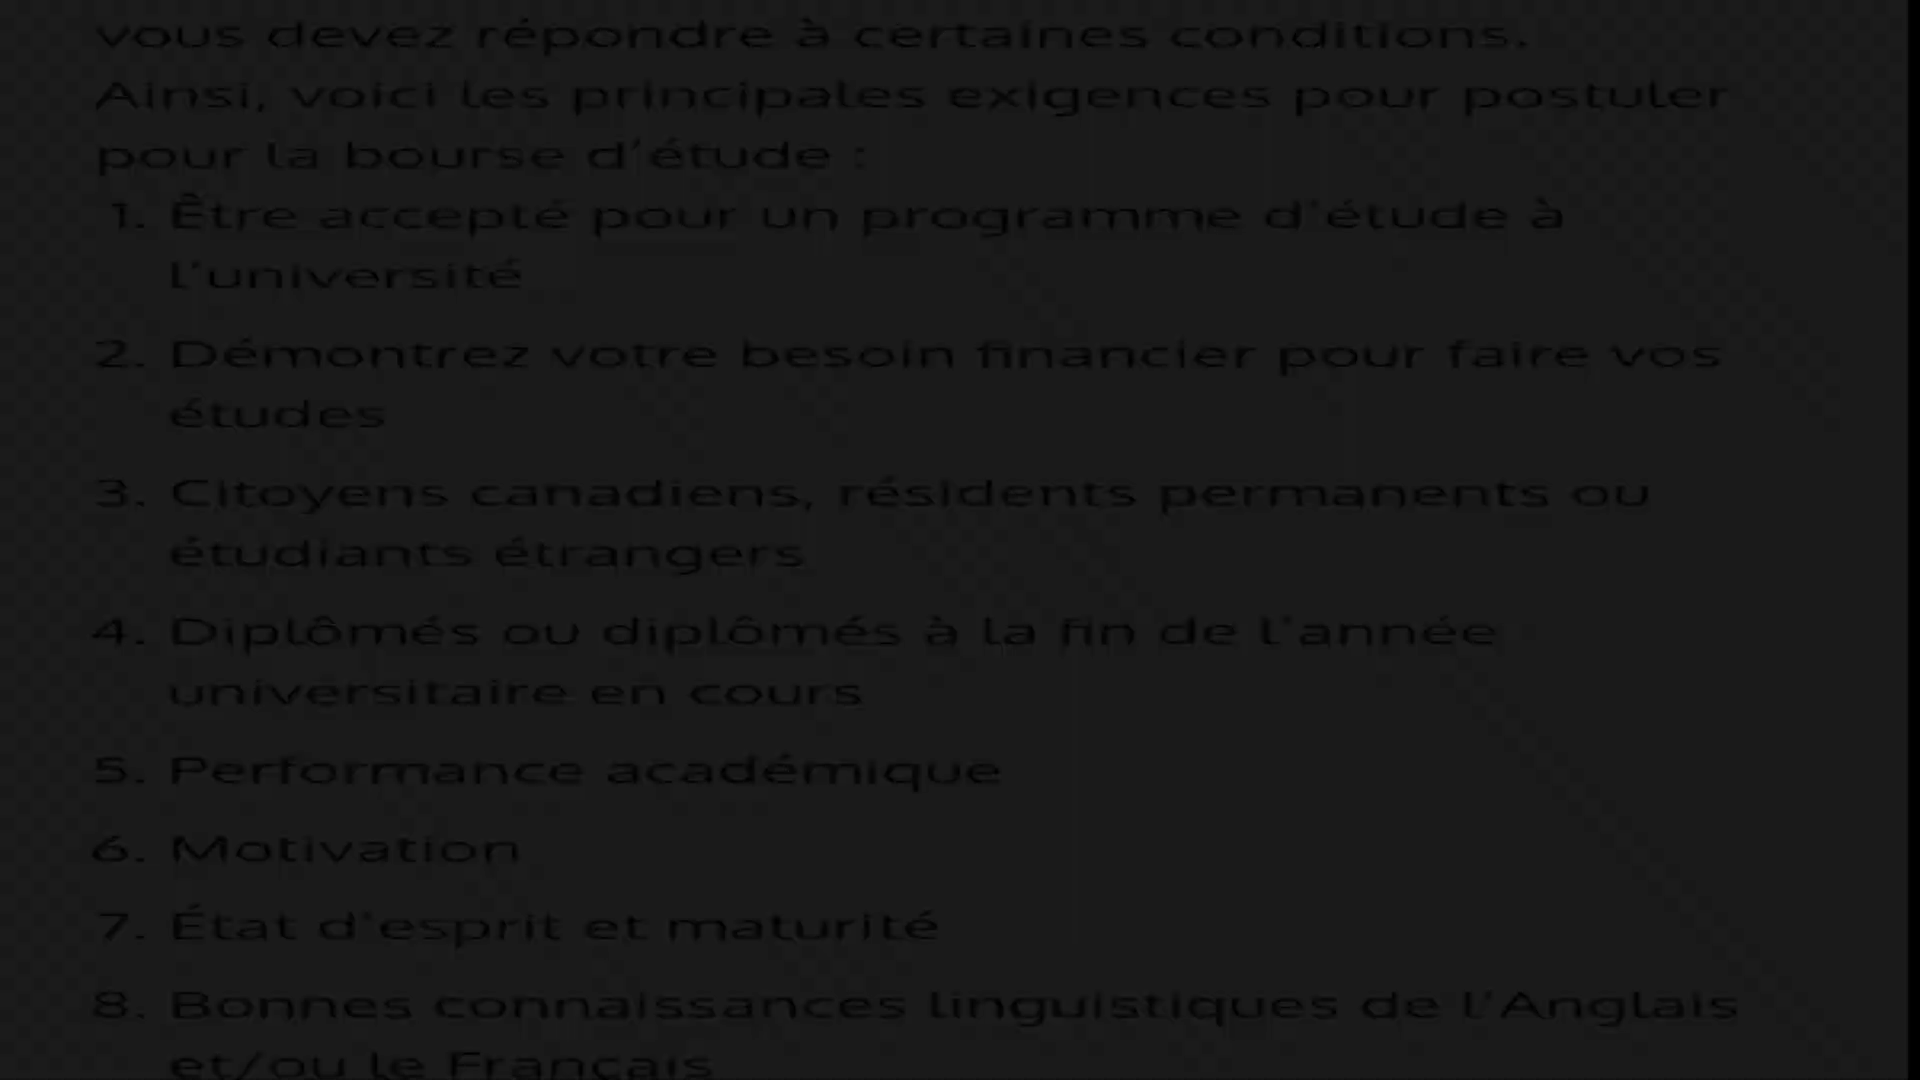 vous devez répondre à certaines conditions.
Ainsi, voici les principales exigences pour postuler
pour la bourse d'étude :
1. Être accepté pour un programme d'étude à
l'université
2. Démontrez votre besoin financier pour faire vos
études
3. Citoyens canadiens, résidents permanents ou
étudiants étrangers
4. Diplômés ou diplômés à la fin de l'année
universitaire en cours
5. Performance académique
6. Motivation
7. État d'esprit et maturité
8. Bonnes connaissances linguistiques de l'Anglais
et/ou le Français